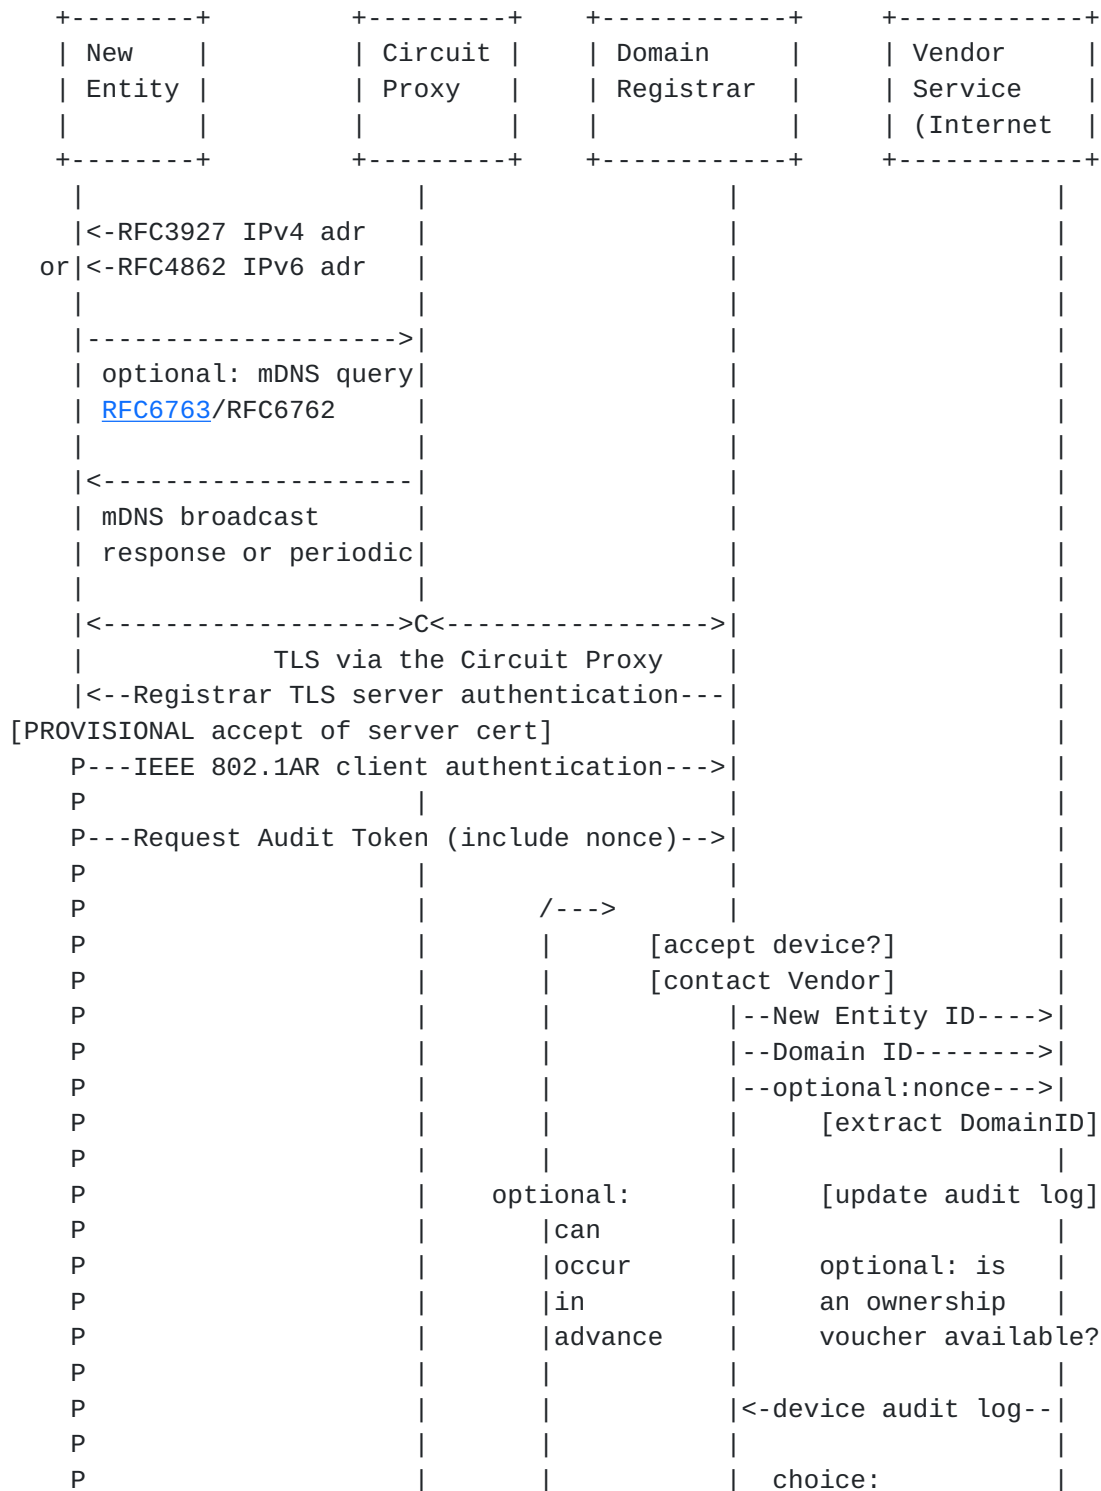 +--------+         +---------+    +------------+     +------------+
   | New    |         | Circuit |    | Domain     |     | Vendor     |
   | Entity |         | Proxy   |    | Registrar  |     | Service    |
   |        |         |         |    |            |     | (Internet  |
   +--------+         +---------+    +------------+     +------------+
    |                     |                   |                    |
    |<-RFC3927 IPv4 adr   |                   |                    |
  or|<-RFC4862 IPv6 adr   |                   |                    |
    |                     |                   |                    |
    |-------------------->|                   |                    |
    | optional: mDNS query|                   |                    |
    | RFC6763/RFC6762     |                   |                    |
    |                     |                   |                    |
    |<--------------------|                   |                    |
    | mDNS broadcast      |                   |                    |
    | response or periodic|                   |                    |
    |                     |                   |                    |
    |<------------------->C<----------------->|                    |
    |            TLS via the Circuit Proxy    |                    |
    |<--Registrar TLS server authentication---|                    |
[PROVISIONAL accept of server cert]           |                    |
    P---IEEE 802.1AR client authentication--->|                    |
    P                     |                   |                    |
    P---Request Audit Token (include nonce)-->|                    |
    P                     |                   |                    |
    P                     |       /--->       |                    |
    P                     |       |      [accept device?]          |
    P                     |       |      [contact Vendor]          |
    P                     |       |           |--New Entity ID---->|
    P                     |       |           |--Domain ID-------->|
    P                     |       |           |--optional:nonce--->|
    P                     |       |           |     [extract DomainID]
    P                     |       |           |                    |
    P                     |    optional:      |     [update audit log]
    P                     |       |can        |                    |
    P                     |       |occur      |     optional: is   |
    P                     |       |in         |     an ownership   |
    P                     |       |advance    |     voucher available?
    P                     |       |           |                    |
    P                     |       |           |<-device audit log--|
    P                     |       |           |                    |
    P                     |       |           |  choice:           |